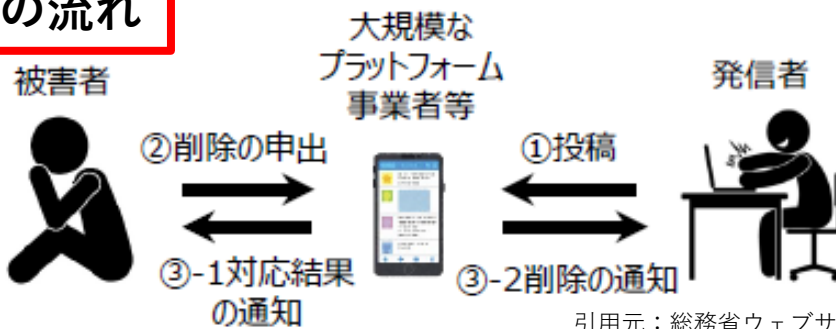 の流れ
被害者
大規模な
プラットフォーム
事業者等
発信者
②削除の申出
①投稿
③-1対応結果
の通知
③-2削除の通知
引用元：総務省ウェブサ